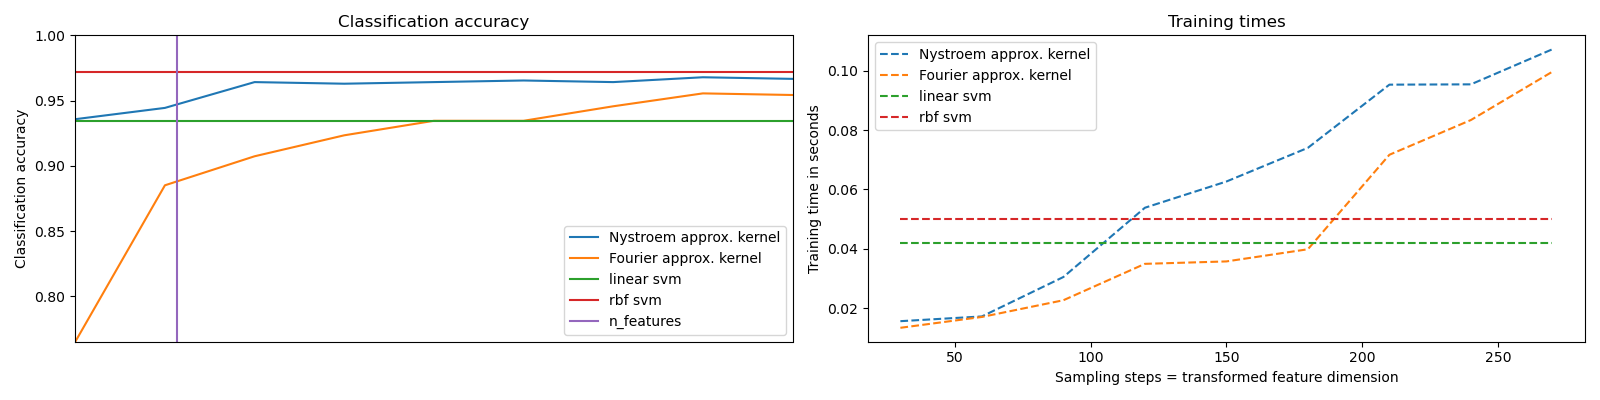 Classification accuracy
Classification accuracy
1.00
0.95
0.90
0.85
0.80
Nystroem approx. kernel
Fourier approx. kernel
linear svm
rbf svm
n_features
Training times
Training time in seconds
0.10
0.08
0.06
0.04
0.02
Nystroem approx. kernel
Fourier approx. kernel
linear svm
rbf svm
50 100 150 200 250
Sampling steps = transformed feature dimension